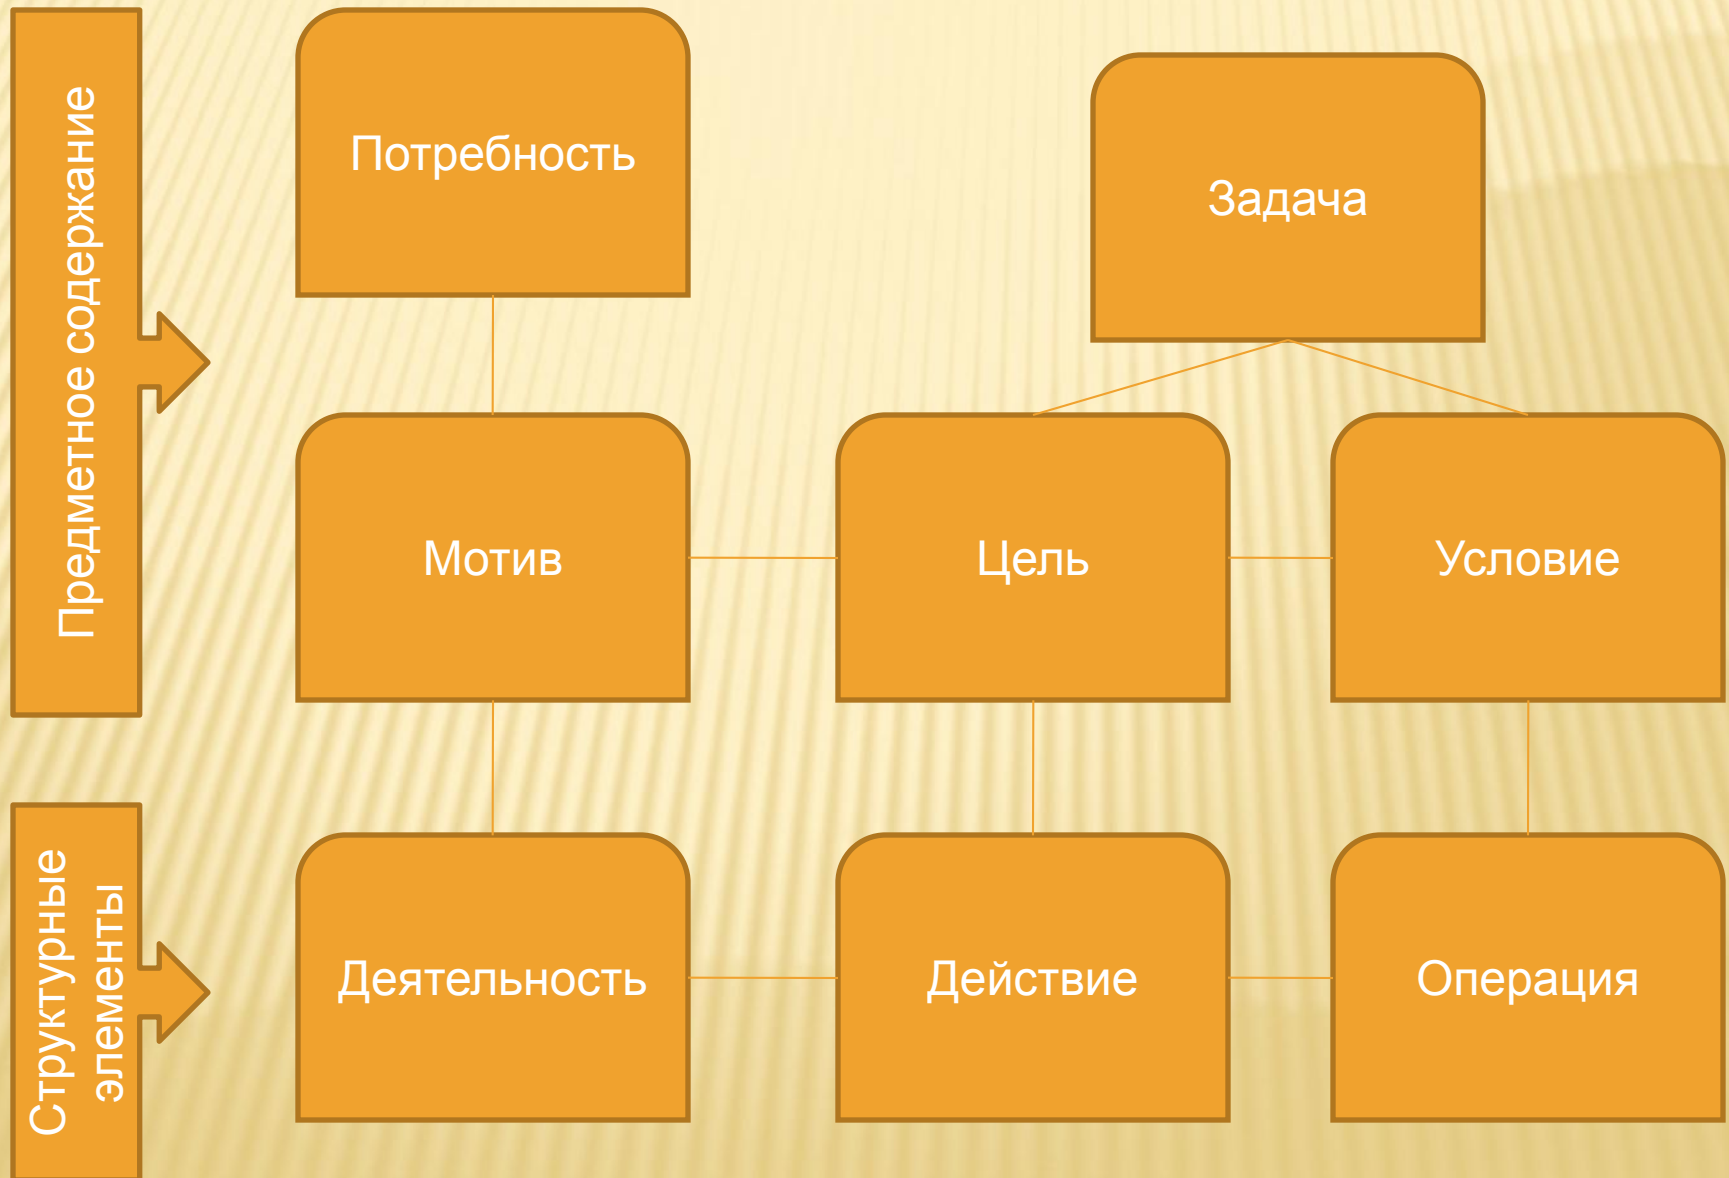 Предметное содержание
Потребность
Задача
Мотив
Цель
Условие
Структурные
элементы
Деятельность
Действие
Операция